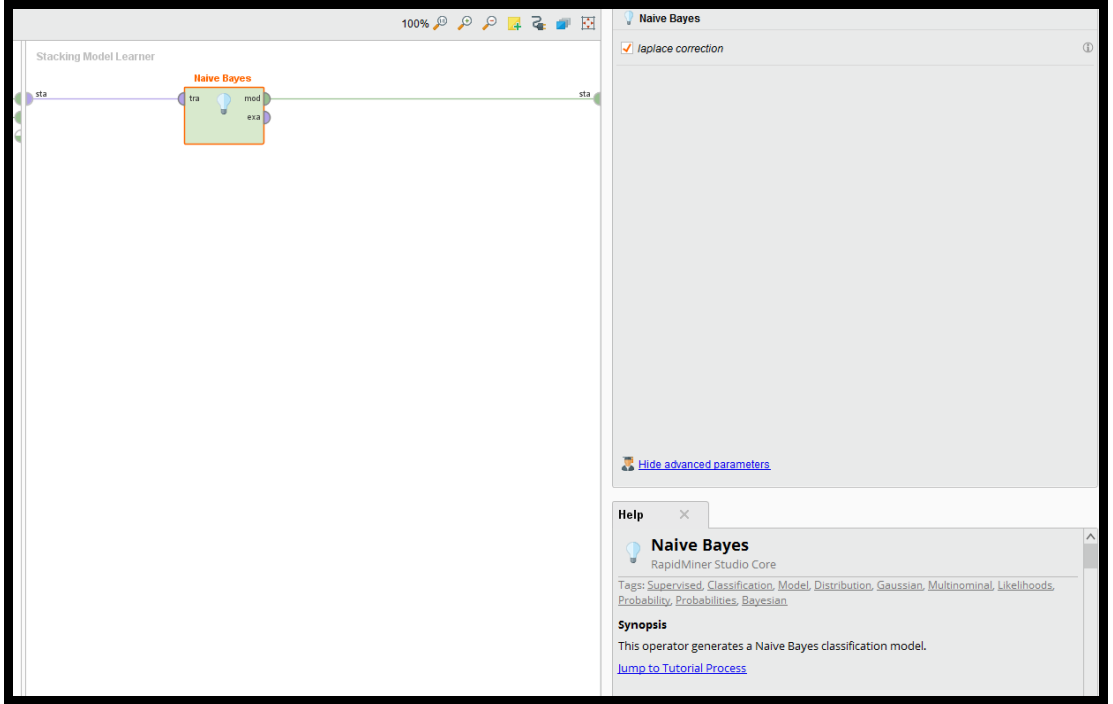 100%
Stacking Model Learner
Naive Bayes
sta
tra
mod
exa
sta
Naive Bayes
laplace correction
Hide advanced parameters
Help
Naive Bayes
RapidMiner Studio Core
Tags: Supervised, Classification, Model, Distribution, Gaussian, Multinominal, Likelihoods,
Probability, Probabilities, Bayesian
Synopsis
This operator generates a Naive Bayes classification model.
Jump to Tutorial Process